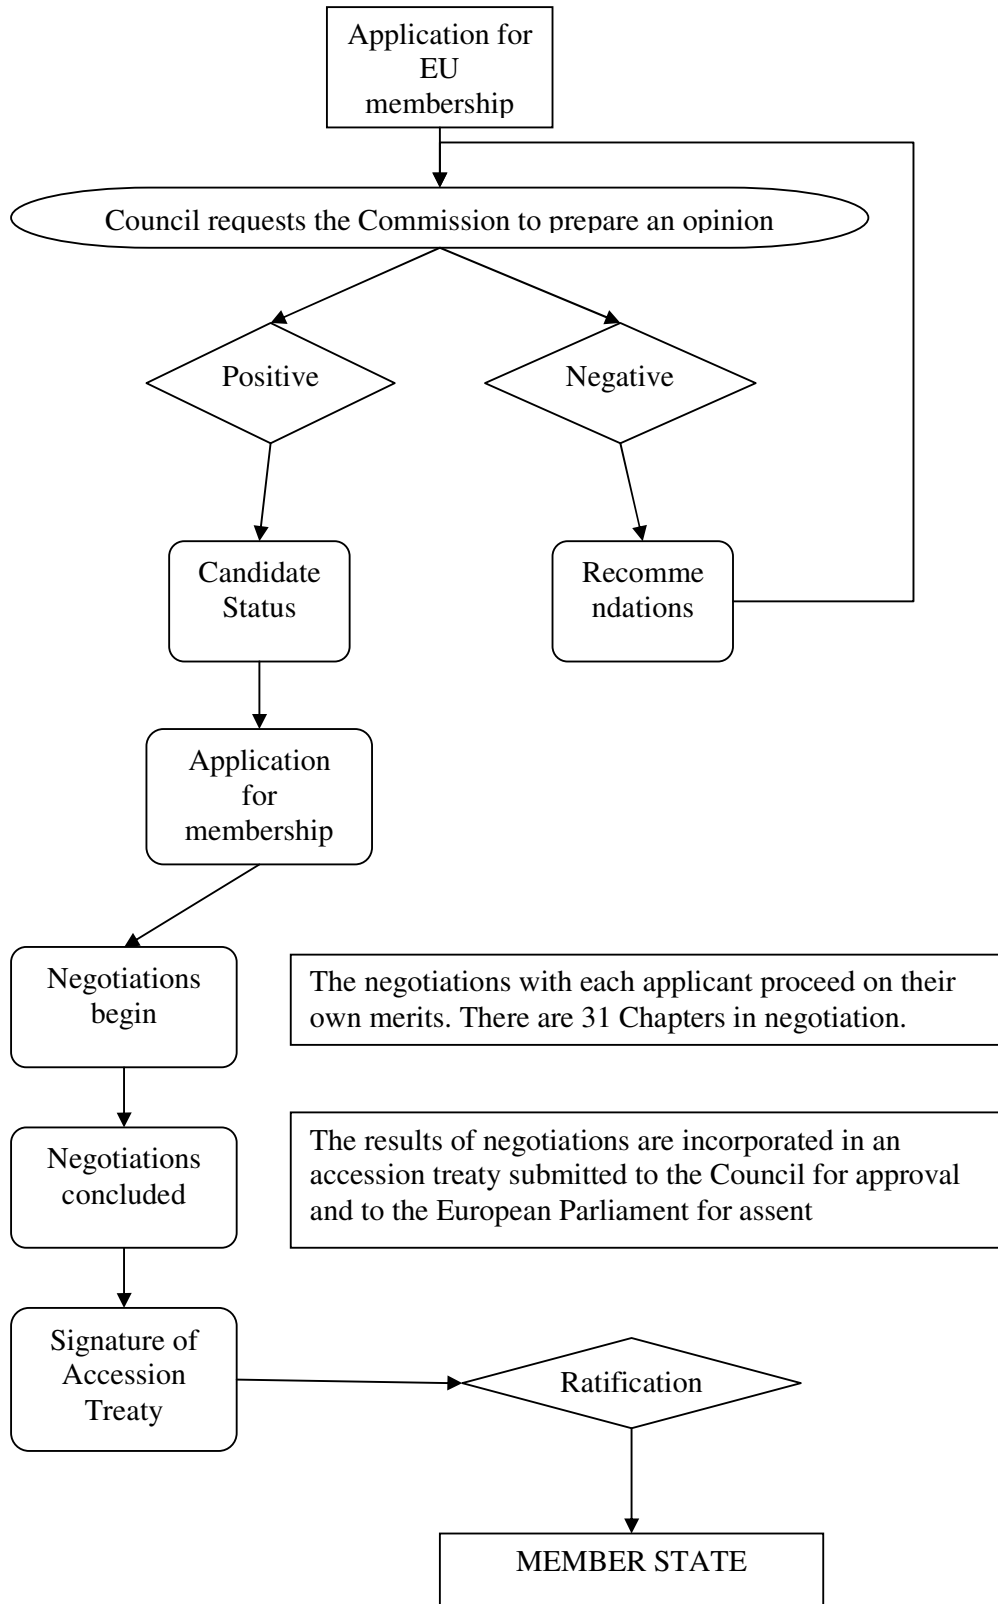 Application for
EU
membership
Council requests the Commission to prepare an opinion
Positive
Negative
Candidate
Status
Recomme
ndations
Application
for
membership
Negotiations
begin
The negotiations with each applicant proceed on their
own merits. There are 31 Chapters in negotiation.
Negotiations
concluded
The results of negotiations are incorporated in an
accession treaty submitted to the Council for approval
and to the European Parliament for assent
Signature of
Accession
Treaty
Ratification
MEMBER STATE